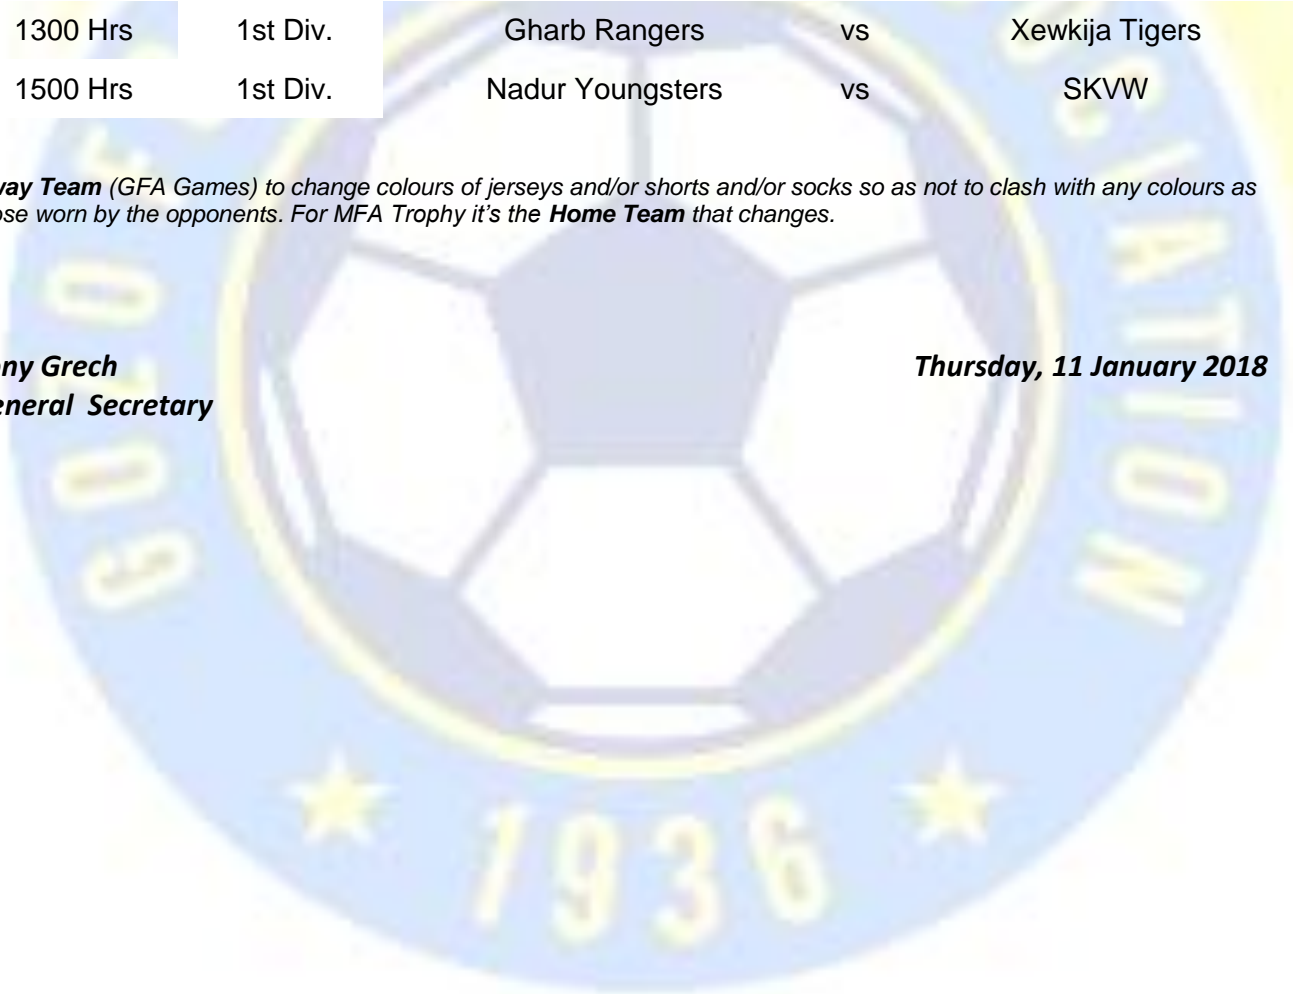 1300 Hrs 1st Div. Gharb Rangers vs Xewkija Tigers
1500 Hrs 1st Div. Nadur Youngsters vs SKVW
Team (GFA Games) to change colours of jerseys and/or shorts and/or socks so as not to clash with any colours as
worn by the opponents. For MFA Trophy it's the Home Team that changes.
Grech Thursday, 11 January 2018
Secretary
GOZO
ASSOCIATION
1936